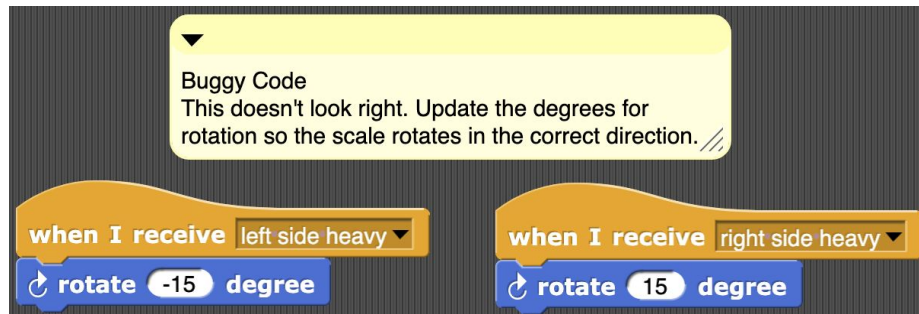 Buggy Code
This doesn't look right. Update the degrees for
rotation so the scale rotates in the correct direction.
when I receive left side heavy
rotate -15 degree
when I receive right side heavy
rotate 15 degree